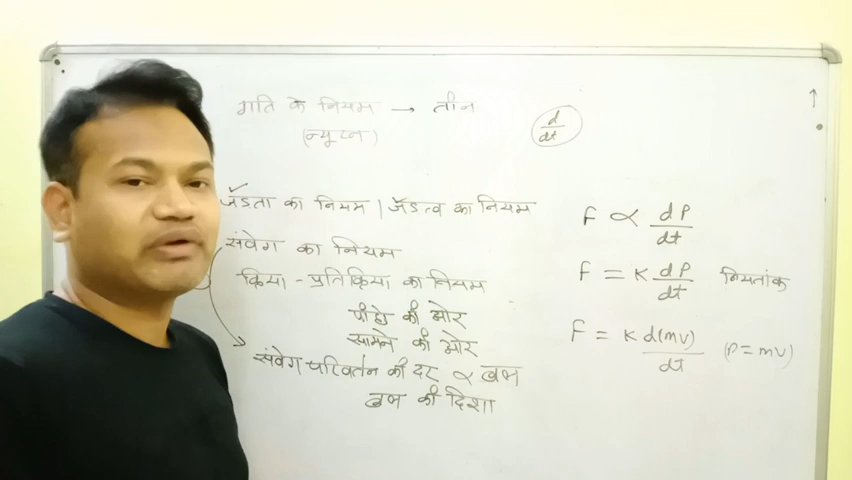 गति के नियम → तीन
(न्यूटन)
d/dt
जड़ता का नियम | जड़त्व का नियम
संवेग का नियम
क्रिया - प्रतिक्रिया का नियम
पीछे की ओर
सामने की ओर
संवेग परिवर्तन की दर ∝ बल
बल की दिशा
F ∝ dP/dt
F = K dP/dt नियतांक
F = K d(mv)/dt (P = mv)